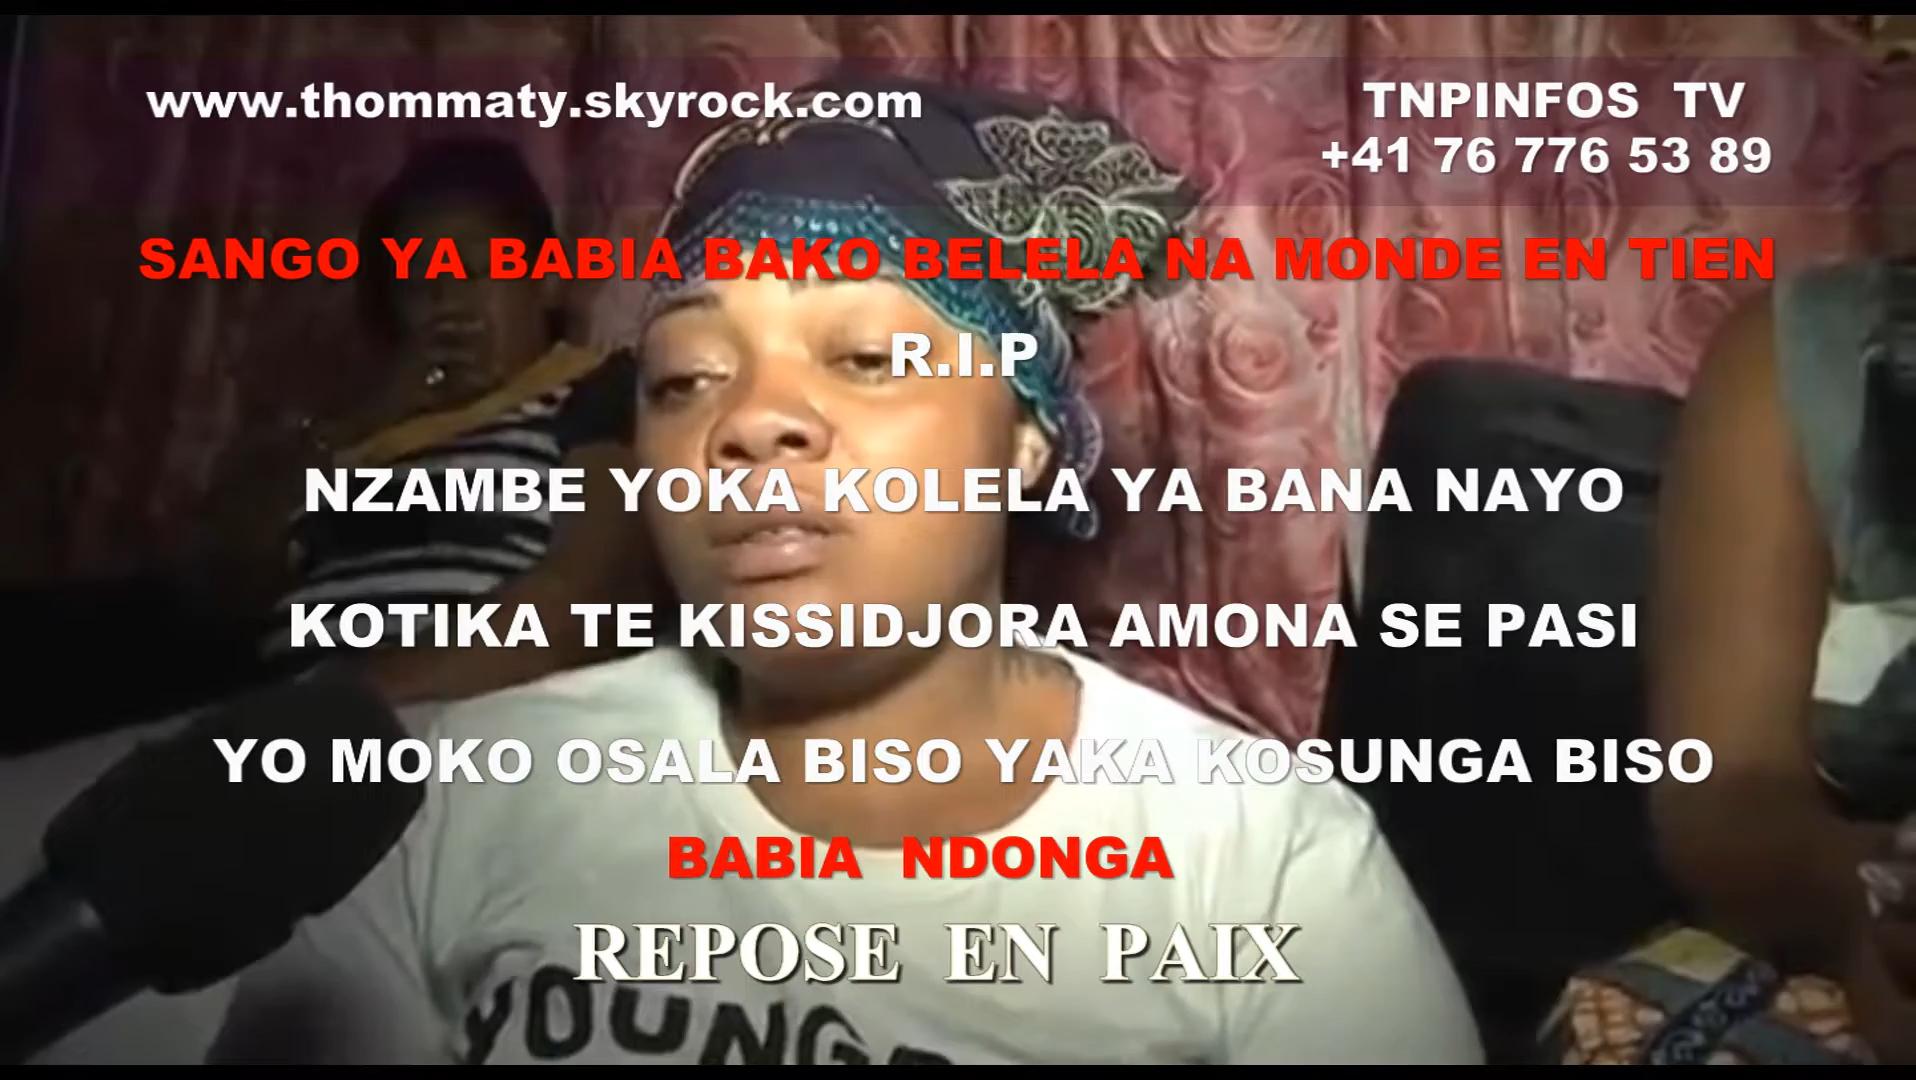 www.thommaty.skyrock.com
TNPINFOS TV
+41 76 776 53 89
SANGO YA BABIA BAKO BELELA NA MONDE EN TIEN
R.I.P
NZAMBE YOKA KOLELA YA BANA NAYO
KOTIKA TE KISSIDJORA AMONA SE PASI
YO MOKO OSALA BISO YAKA KOSUNGA BISO
BABIA NDONGA
REPOSE EN PAIX